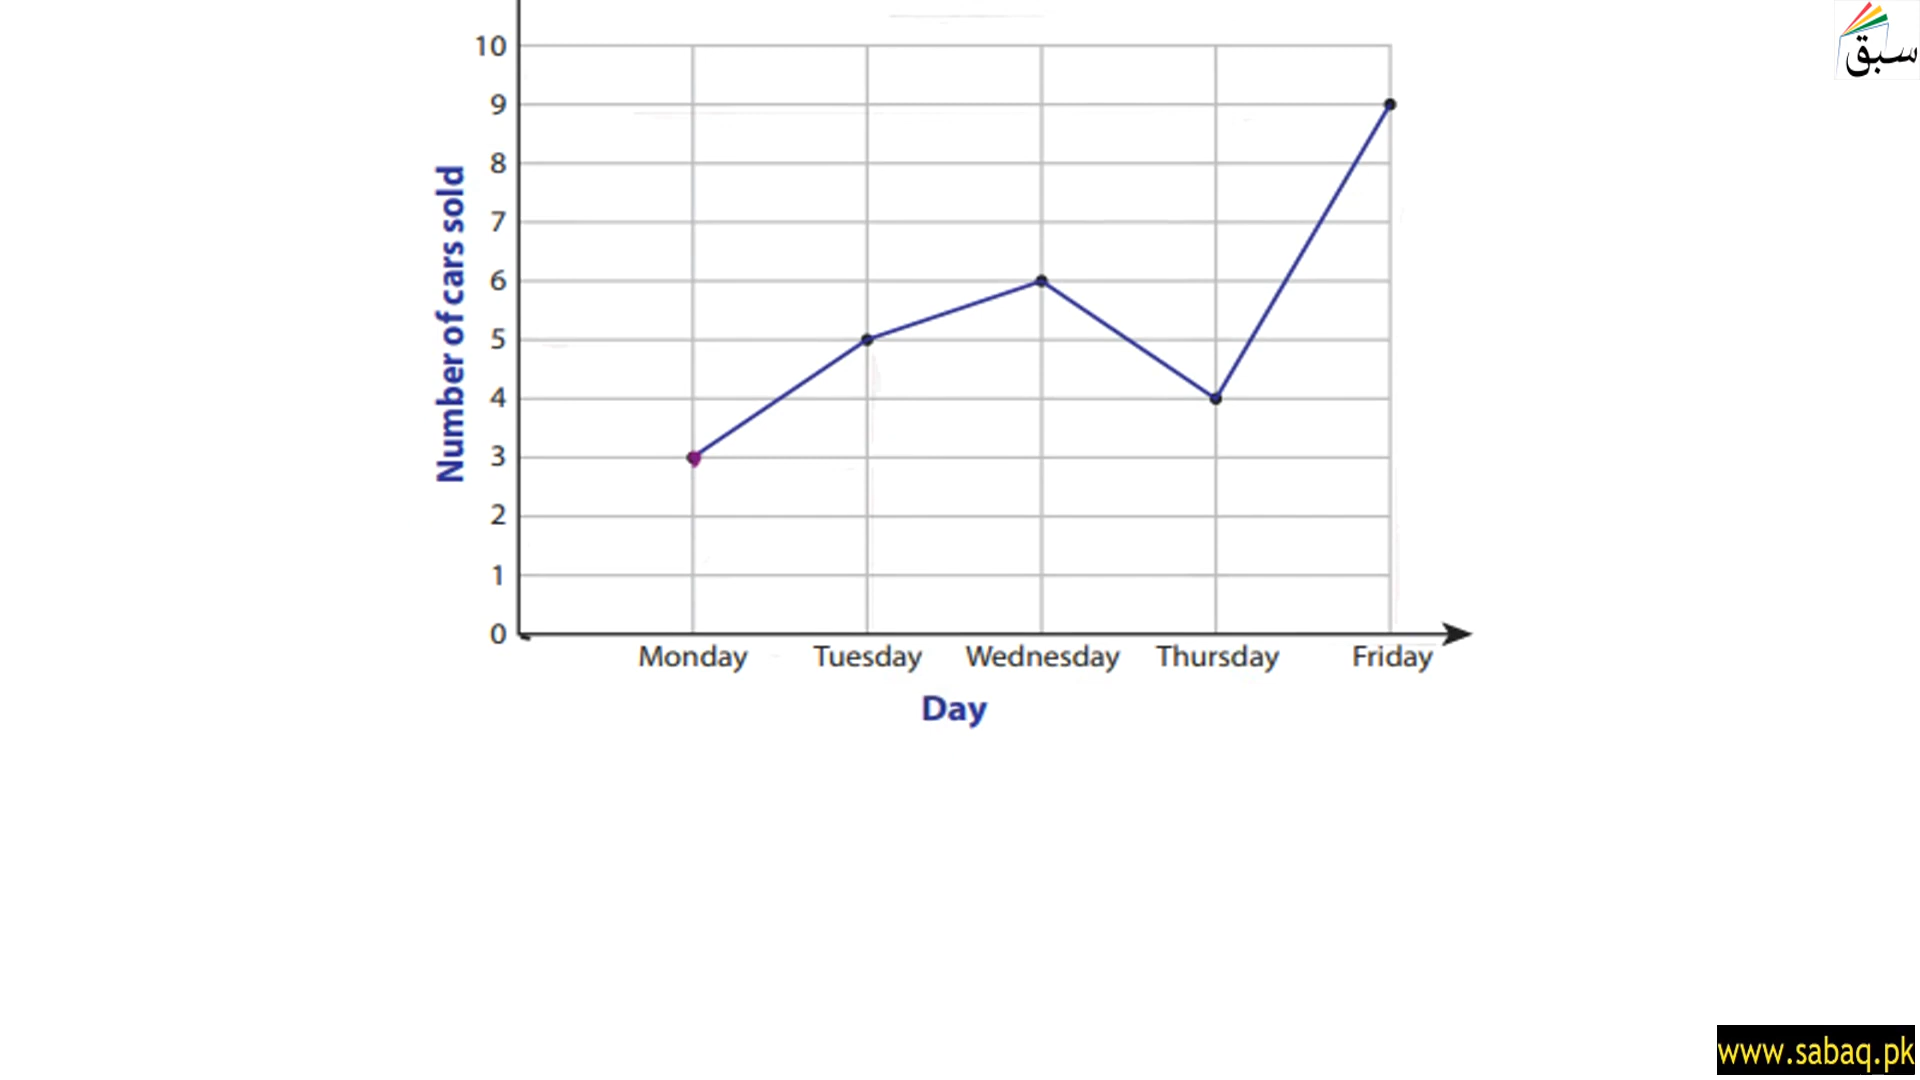 سبق
10
9
8
7
6
5
4
3
2
1
0
Number of cars sold
Monday Tuesday Wednesday Thursday Friday
Day
www.sabaq.pk